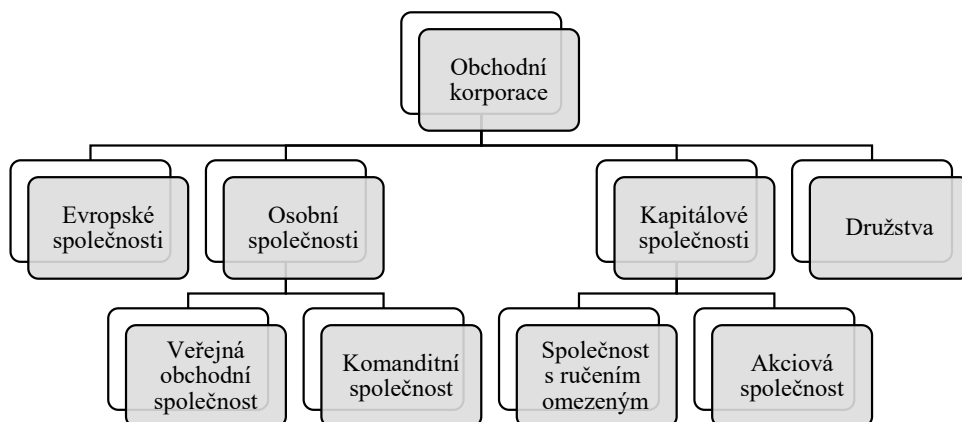 Obchodní
korporace
Evropské
společnosti
Osobní
společnosti
Kapitálové
společnosti
Družstva
Veřejná
obchodní
společnost
Komanditní
společnost
Společnost
s ručením
omezeným
Akciová
společnost